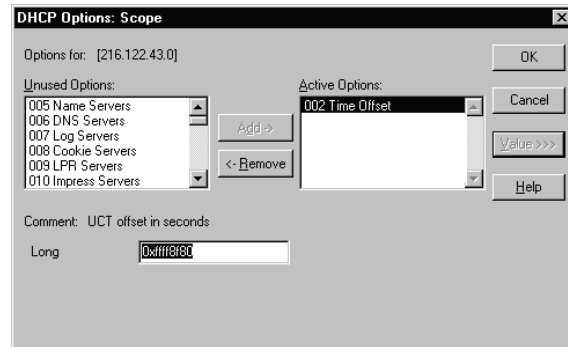 DHCP Options: Scope
Options for: [216.122.43.0]
OK
Unused Options:
Active Options:
005 Name Servers
006 DNS Servers
007 Log Servers
008 Cookie Servers
009 LPR Servers
010 Impress Servers
Add ->
<- Remove
002 Time Offset
Cancel
Value >>>
Help
Comment: UCT offset in seconds
Long
0xffff8f80